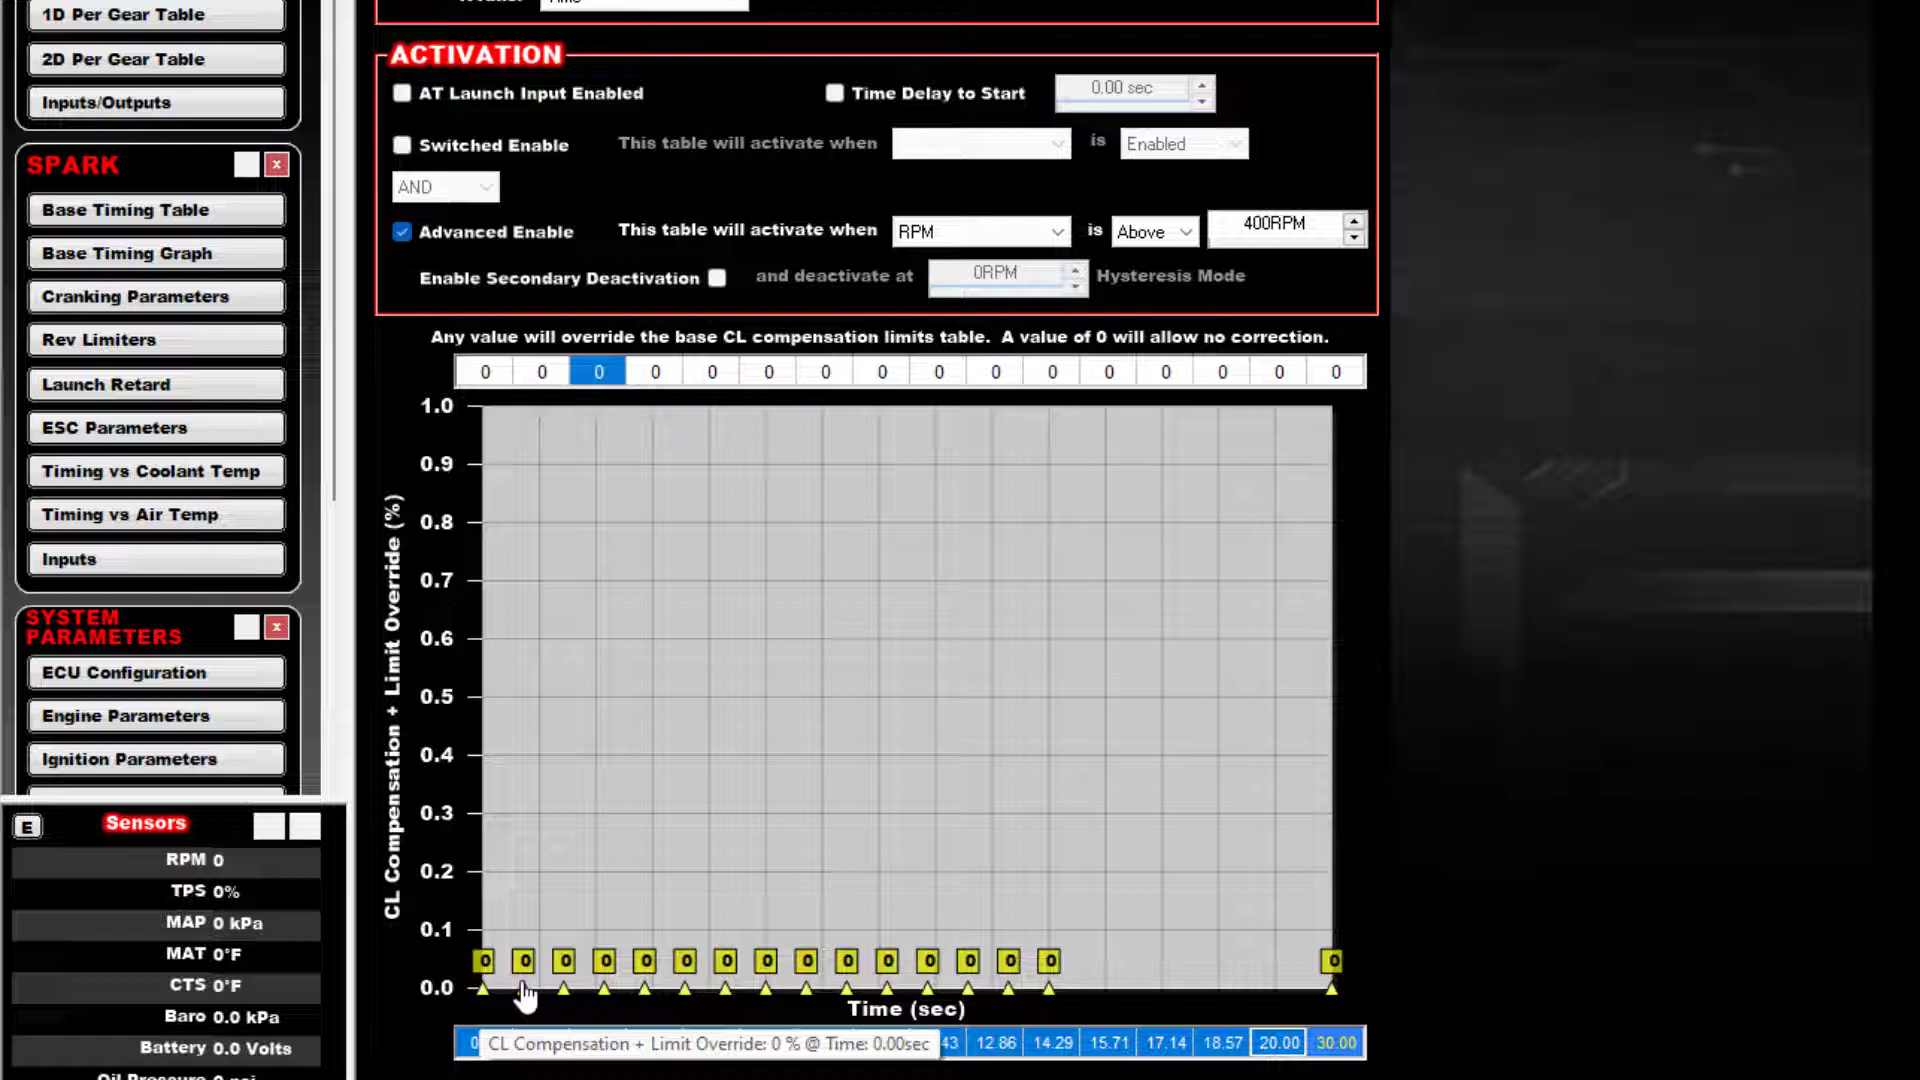 1D Per Gear Table
2D Per Gear Table
Inputs/Outputs
SPARK
x
Base Timing Table
Base Timing Graph
Cranking Parameters
Rev Limiters
Launch Retard
ESC Parameters
Timing vs Coolant Temp
Timing vs Air Temp
Inputs
SYSTEM
PARAMETERS
x
ECU Configuration
Engine Parameters
Ignition Parameters
E Sensors
RPM 0
TPS 0%
MAP 0 kPa
MAT 0°F
CTS 0°F
Baro 0.0 kPa
Battery 0.0 Volts
Oil Pressure 0 psi
ACTIVATION
AT Launch Input Enabled Time Delay to Start 0.00 sec
Switched Enable This table will activate when is Enabled
AND
Advanced Enable This table will activate when RPM is Above 400RPM
Enable Secondary Deactivation and deactivate at 0RPM Hysteresis Mode
Any value will override the base CL compensation limits table. A value of 0 will allow no correction.
0 0 0 0 0 0 0 0 0 0 0 0 0 0 0 0
CL Compensation + Limit Override (%)
1.0
0.9
0.8
0.7
0.6
0.5
0.4
0.3
0.2
0.1
0.0
0 0 0 0 0 0 0 0 0 0 0 0 0 0 0 0
Time (sec)
CL Compensation + Limit Override: 0 % @ Time: 0.00sec
43 12.86 14.29 15.71 17.14 18.57 20.00 30.00